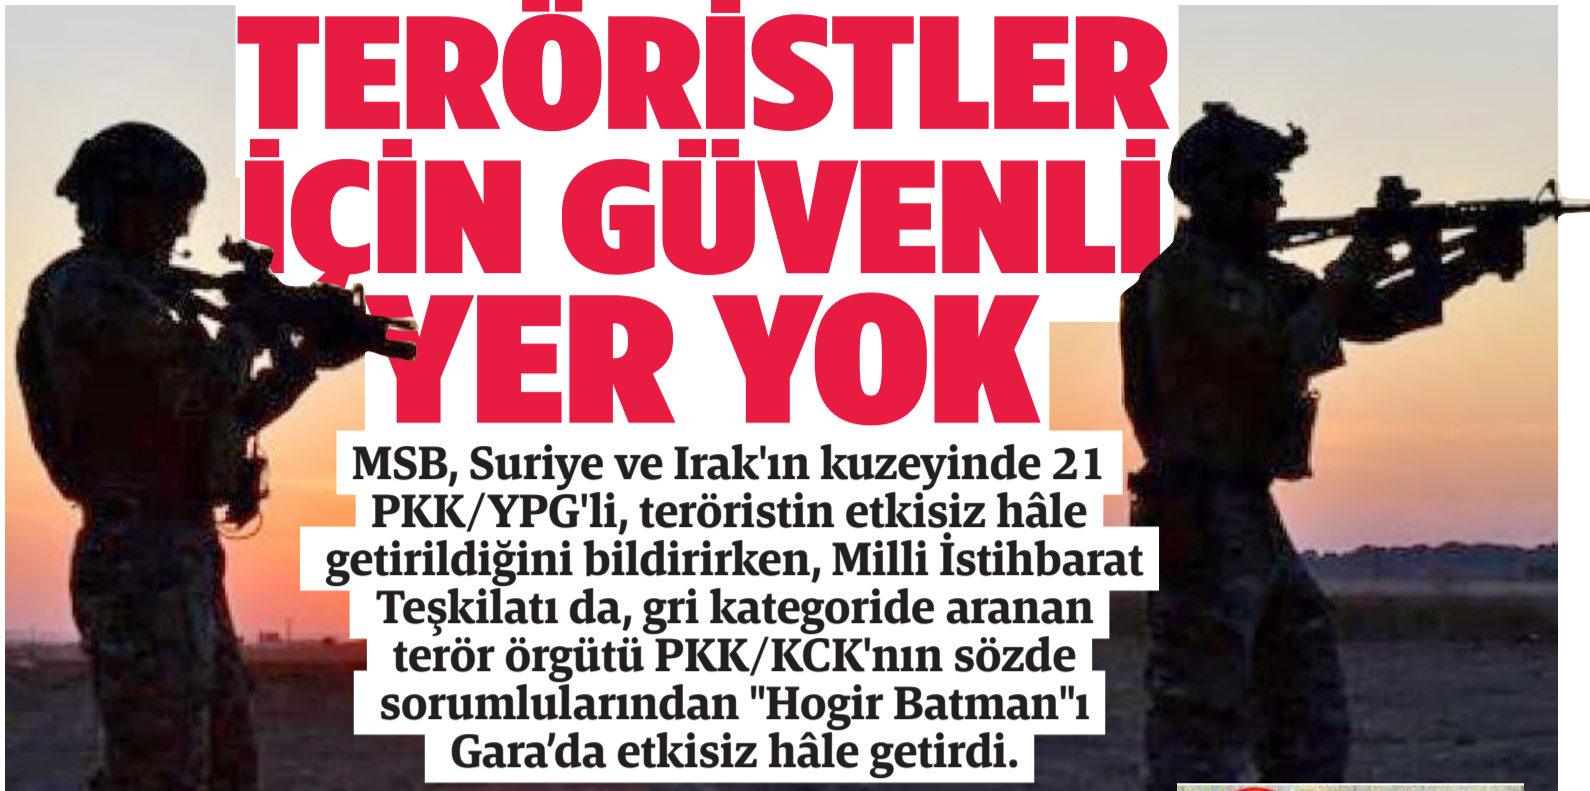 TERÖRİSTLER
İÇİN GÜVENLİ
YER YOK
MSB, Suriye ve Irak'ın kuzeyinde 21
PKK/YPG'li, teröristin etkisiz hâle
getirildiğini bildirirken, Milli İstihbarat
Teşkilatı da, gri kategoride aranan
terör örgütü PKK/KCK'nın sözde
sorumlularından "Hogir Batman"ı
Gara’da etkisiz hâle getirdi.